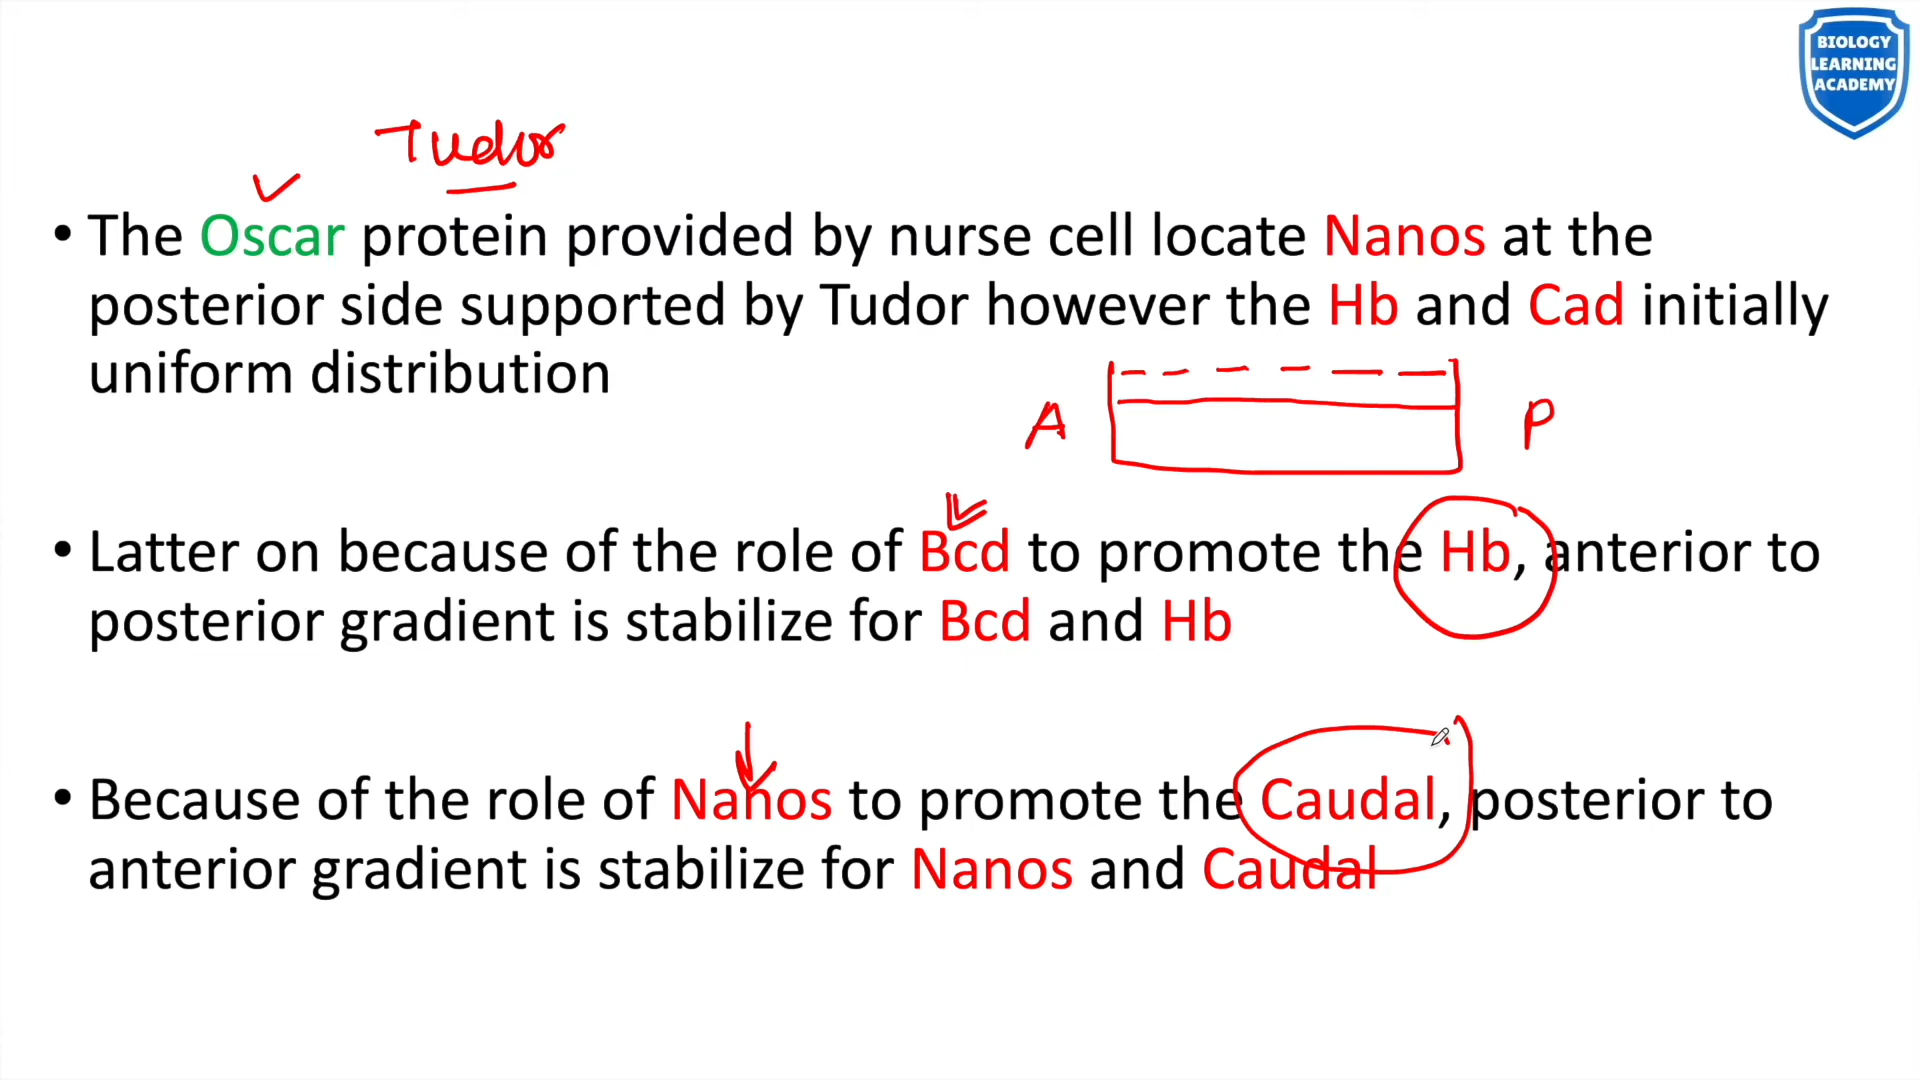 BIOLOGY
LEARNING
ACADEMY
Tudor
• The Oscar protein provided by nurse cell locate Nanos at the
posterior side supported by Tudor however the Hb and Cad initially
uniform distribution
A P
• Latter on because of the role of Bcd to promote the Hb, anterior to
posterior gradient is stabilize for Bcd and Hb
• Because of the role of Nanos to promote the Caudal, posterior to
anterior gradient is stabilize for Nanos and Caudal